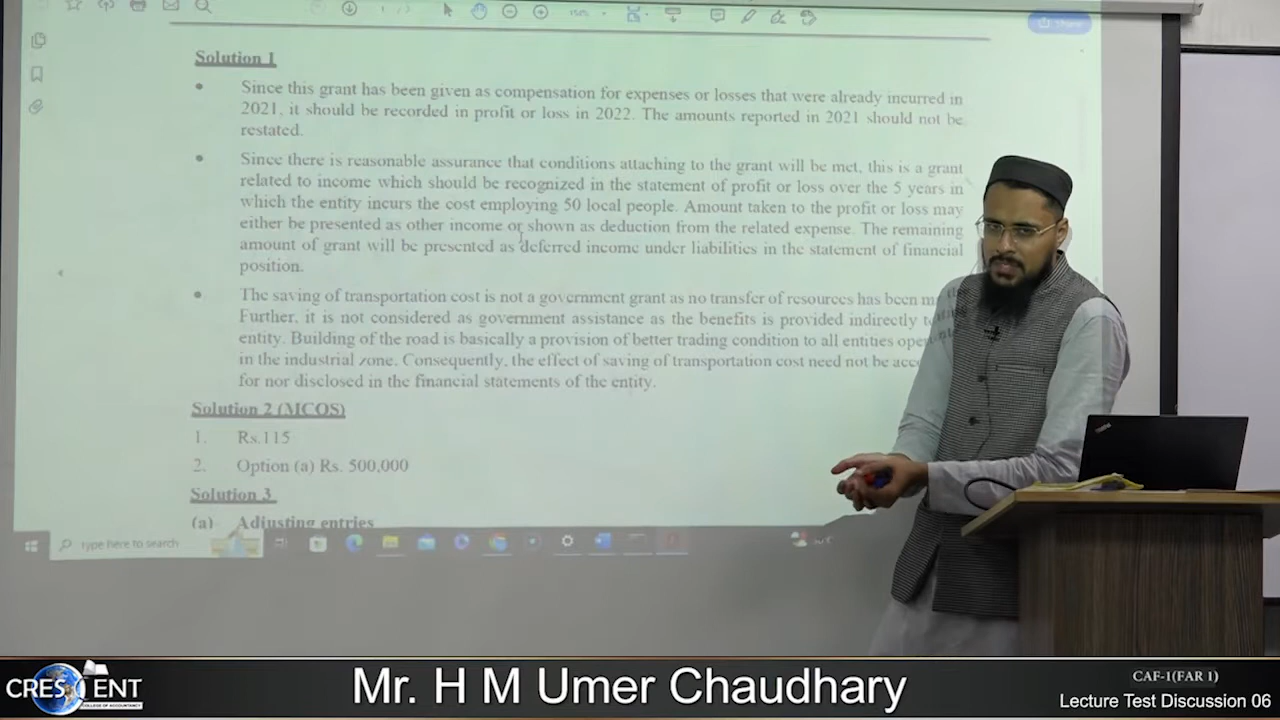 Share
Solution 1
• Since this grant has been given as compensation for expenses or losses that were already incurred in
2021, it should be recorded in profit or loss in 2022. The amounts reported in 2021 should not be
restated.
• Since there is reasonable assurance that conditions attaching to the grant will be met, this is a grant
related to income which should be recognized in the statement of profit or loss over the 5 years in
which the entity incurs the cost employing 50 local people. Amount taken to the profit or loss may
either be presented as other income or shown as deduction from the related expense. The remaining
amount of grant will be presented as deferred income under liabilities in the statement of financial
position.
• The saving of transportation cost is not a government grant as no transfer of resources has been
Further, it is not considered as government assistance as the benefits is provided indirectly
entity. Building of the road is basically a provision of better trading condition to all entities
in the industrial zone. Consequently, the effect of saving of transportation cost need not be
for nor disclosed in the financial statements of the entity.
Solution 2 (MCQS)
1. Rs.115
2. Option (a) Rs. 500,000
Solution 3
(a) Adjusting entries
Type here to search
ThinkPad
CRESCENT
COLLEGE OF ACCOUNTANCY
Mr. H M Umer Chaudhary
CAF-1(FAR 1)
Lecture Test Discussion 06